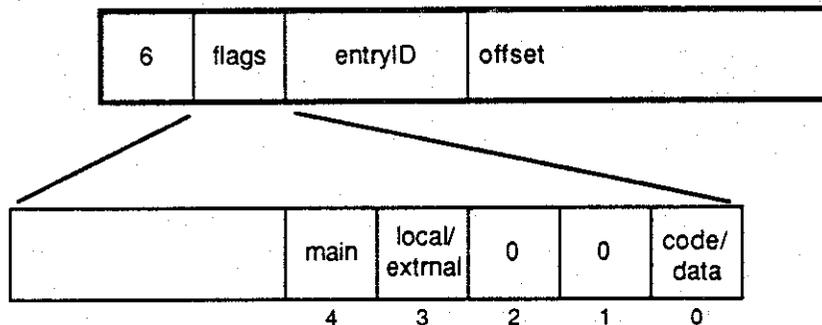 6 flags entryID offset
main local/ extrnal 0 0 code/ data
4 3 2 1 0